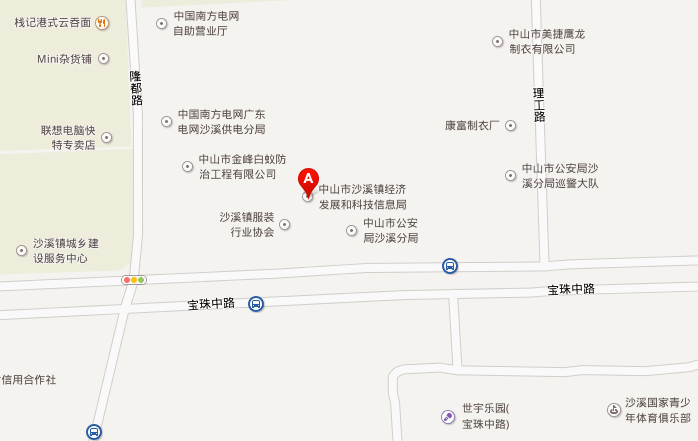 中国南方电网
自助营业厅
栈记港式云吞面
Mini杂货铺
隆都路
中山市美捷鹰龙
制衣有限公司
理工路
中国南方电网广东
电网沙溪供电分局
康富制衣厂
联想电脑快
特专卖店
中山市金峰白蚁防
治工程有限公司
中山市公安局沙
溪分局巡警大队
A
中山市沙溪镇经济
发展和科技信息局
沙溪镇服装
行业协会
中山市公安
局沙溪分局
沙溪镇城乡建
设服务中心
宝珠中路
宝珠中路
信用合作社
世宇乐园(
宝珠中路)
沙溪国家青少
年体育俱乐部